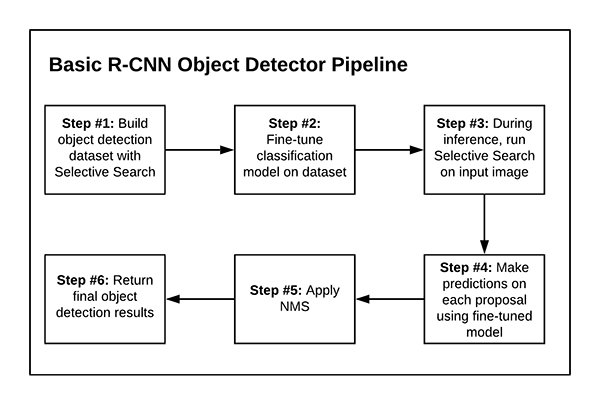 Basic R-CNN Object Detector Pipeline
Step #1: Build
object detection
dataset with
Selective Search
Step #2:
Fine-tune
classification
model on dataset
Step #3: During
inference, run
Selective Search
on input image
Step #4: Make
predictions on
each proposal
using fine-tuned
model
Step #5: Apply
NMS
Step #6: Return
final object
detection results